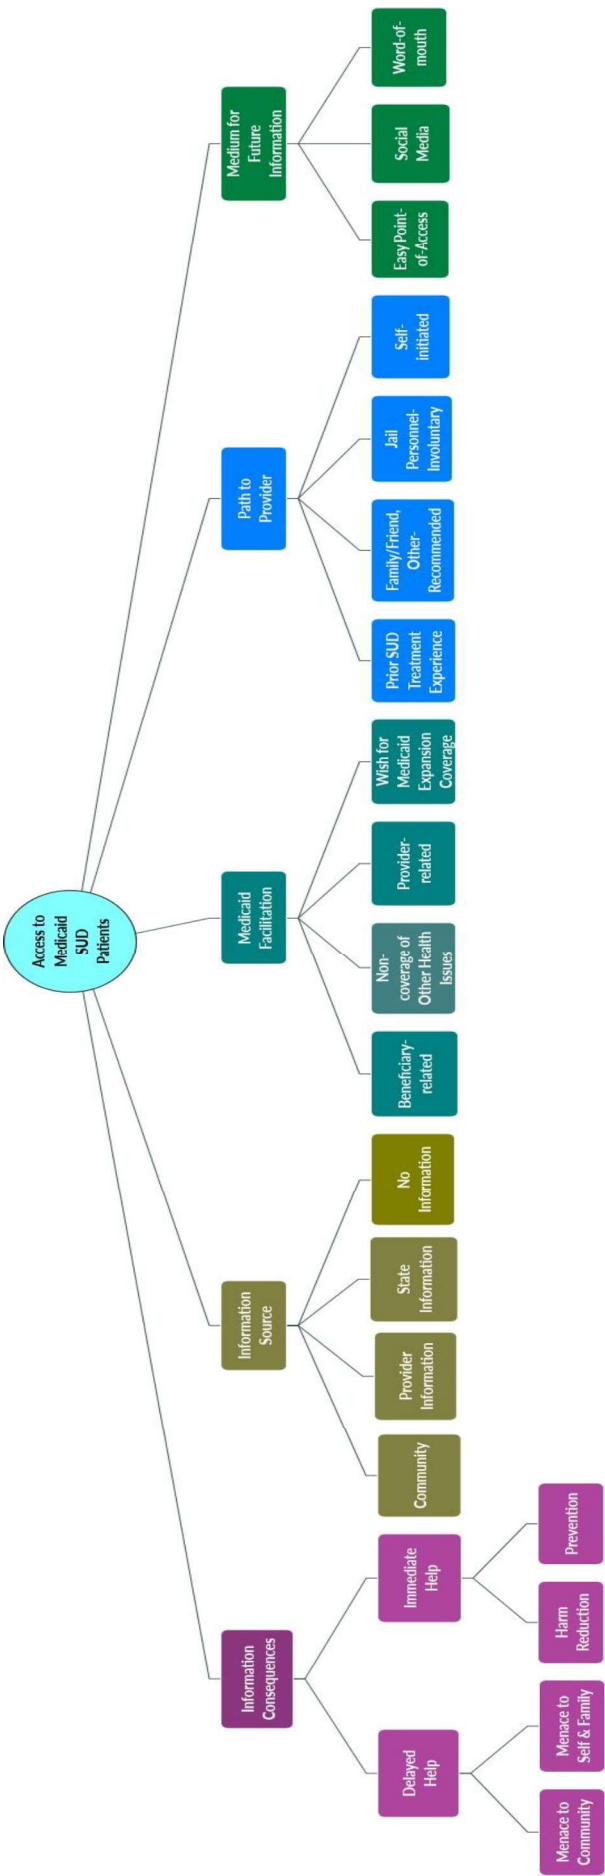 Access to
Medicaid
SUD
Patients
Information
Consequences
Information
Source
Medicaid
Facilitation
Path to
Provider
Medium for
Future
Information
Delayed
Help
Immediate
Help
Community
Provider
Information
State
Information
No
Information
Beneficiary-
related
Non-
coverage of
Other Health
Issues
Provider-
related
Wish for
Medicaid
Expansion
Coverage
Prior SUD
Treatment
Experience
Family/Friend,
Other-
Recommended
Jail
Personnel-
Involuntary
Self-
initiated
Easy Point-
of-Access
Social
Media
Word-of-
mouth
Menace to
Community
Menace to
Self & Family
Harm
Reduction
Prevention